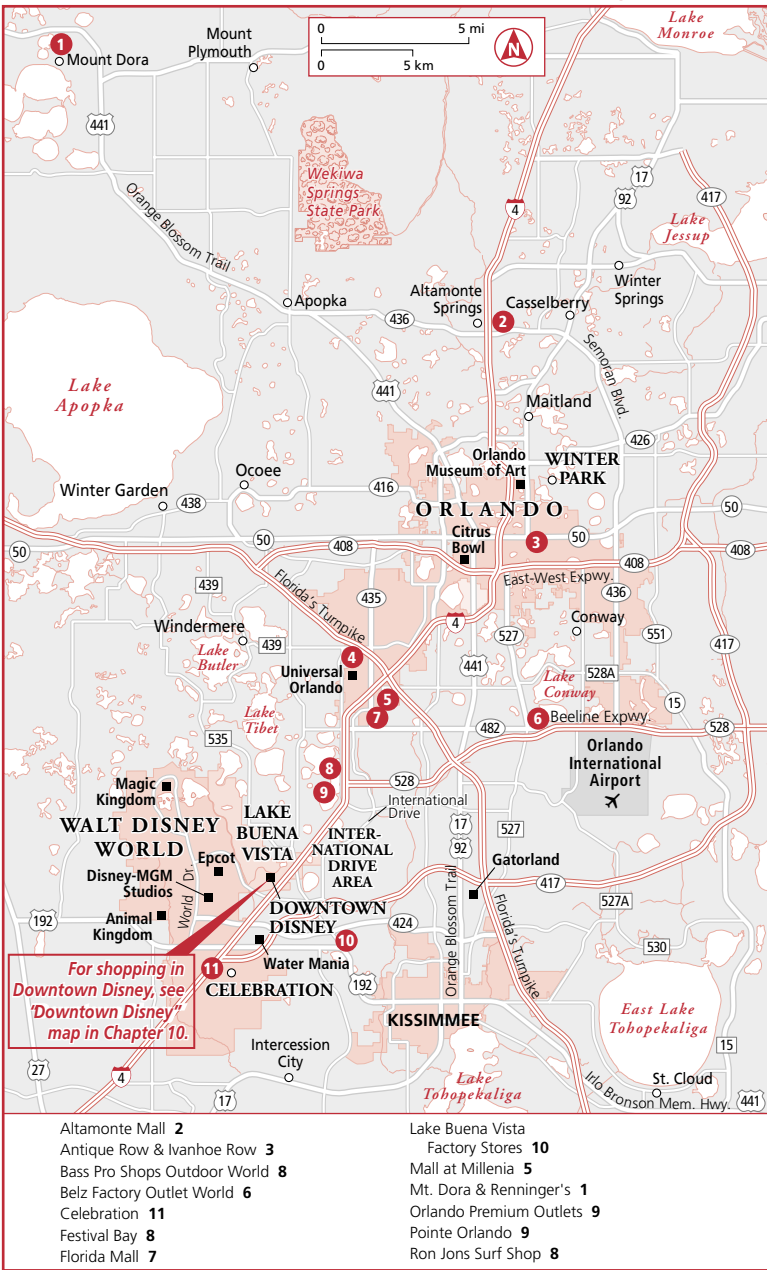 Lake
Monroe
0 5 mi
0 5 km
N
1
Mount Dora
Mount
Plymouth
441
Wekiwa
Springs
State Park
17
92
417
4
Lake
Jessup
Orange Blossom Trail
Winter
Springs
Apopka
Altamonte
Springs
2
Casselberry
436
Semoran Blvd.
Lake
Apopka
441
Maitland
426
Orlando
Museum of Art
WINTER
PARK
Ocoee
416
Winter Garden
438
ORLANDO
50
Citrus
Bowl
3
50
50
50
408
408
408
East-West Expwy.
436
Florida's Turnpike
439
435
4
527
Conway
551
Windermere
439
Lake
Butler
4
Universal
Orlando
441
528A
Lake
Conway
417
5
7
15
Lake
Tibet
6
Beeline Expwy.
482
528
535
Orlando
International
Airport
8
9
528
Magic
Kingdom
International
Drive
LAKE
BUENA
VISTA
INTER-
NATIONAL
DRIVE
AREA
17
92
527
WALT DISNEY
WORLD
Epcot
Disney-MGM
Studios
World Dr.
Gatorland
417
527A
Animal
Kingdom
192
DOWNTOWN
DISNEY
424
10
Orange Blossom Trail
Florida's Turnpike
530
Water Mania
11
CELEBRATION
192
For shopping in
Downtown Disney, see
"Downtown Disney"
map in Chapter 10.
KISSIMMEE
East Lake
Tohopekaliga
15
Intercession
City
27
4
17
Lake
Tohopekaliga
St. Cloud
Irlo Bronson Mem. Hwy.
441
Altamonte Mall 2
Antique Row & Ivanhoe Row 3
Bass Pro Shops Outdoor World 8
Belz Factory Outlet World 6
Celebration 11
Festival Bay 8
Florida Mall 7
Lake Buena Vista
Factory Stores 10
Mall at Millenia 5
Mt. Dora & Renninger's 1
Orlando Premium Outlets 9
Pointe Orlando 9
Ron Jons Surf Shop 8